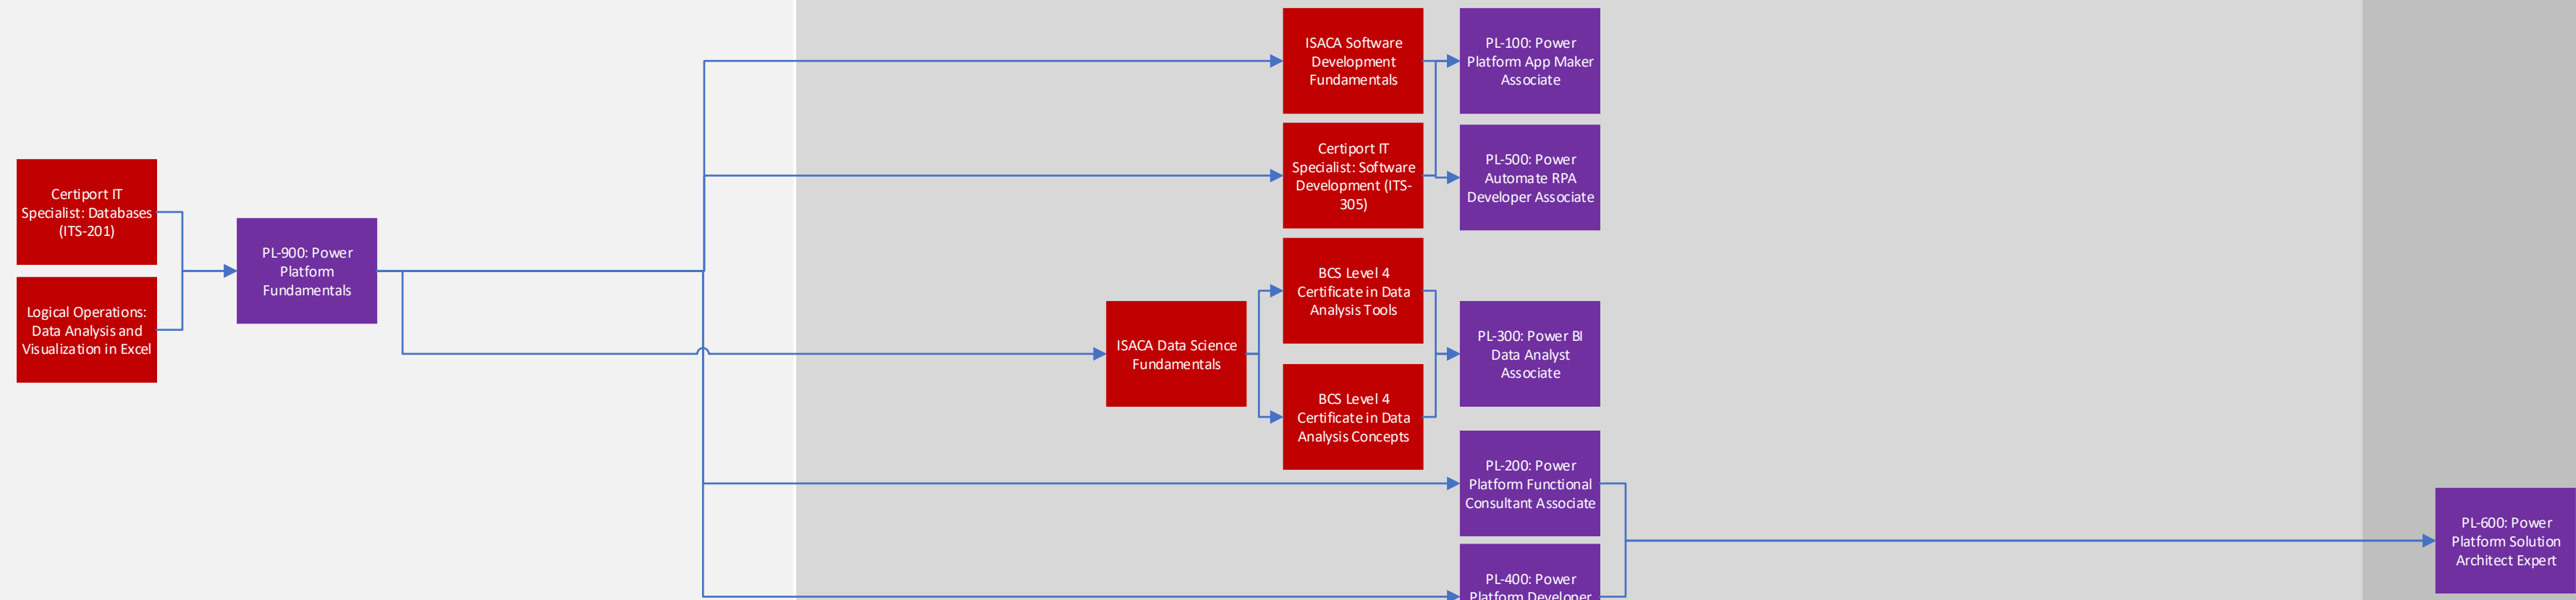 Certiport IT
Specialist: Databases
(ITS-201)
Logical Operations:
Data Analysis and
Visualization in Excel
PL-900: Power
Platform
Fundamentals
ISACA Software
Development
Fundamentals
Certiport IT
Specialist: Software
Development (ITS-
305)
ISACA Data Science
Fundamentals
BCS Level 4
Certificate in Data
Analysis Tools
BCS Level 4
Certificate in Data
Analysis Concepts
PL-100: Power
Platform App Maker
Associate
PL-500: Power
Automate RPA
Developer Associate
PL-300: Power BI
Data Analyst
Associate
PL-200: Power
Platform Functional
Consultant Associate
PL-400: Power
Platform Developer
PL-600: Power
Platform Solution
Architect Expert